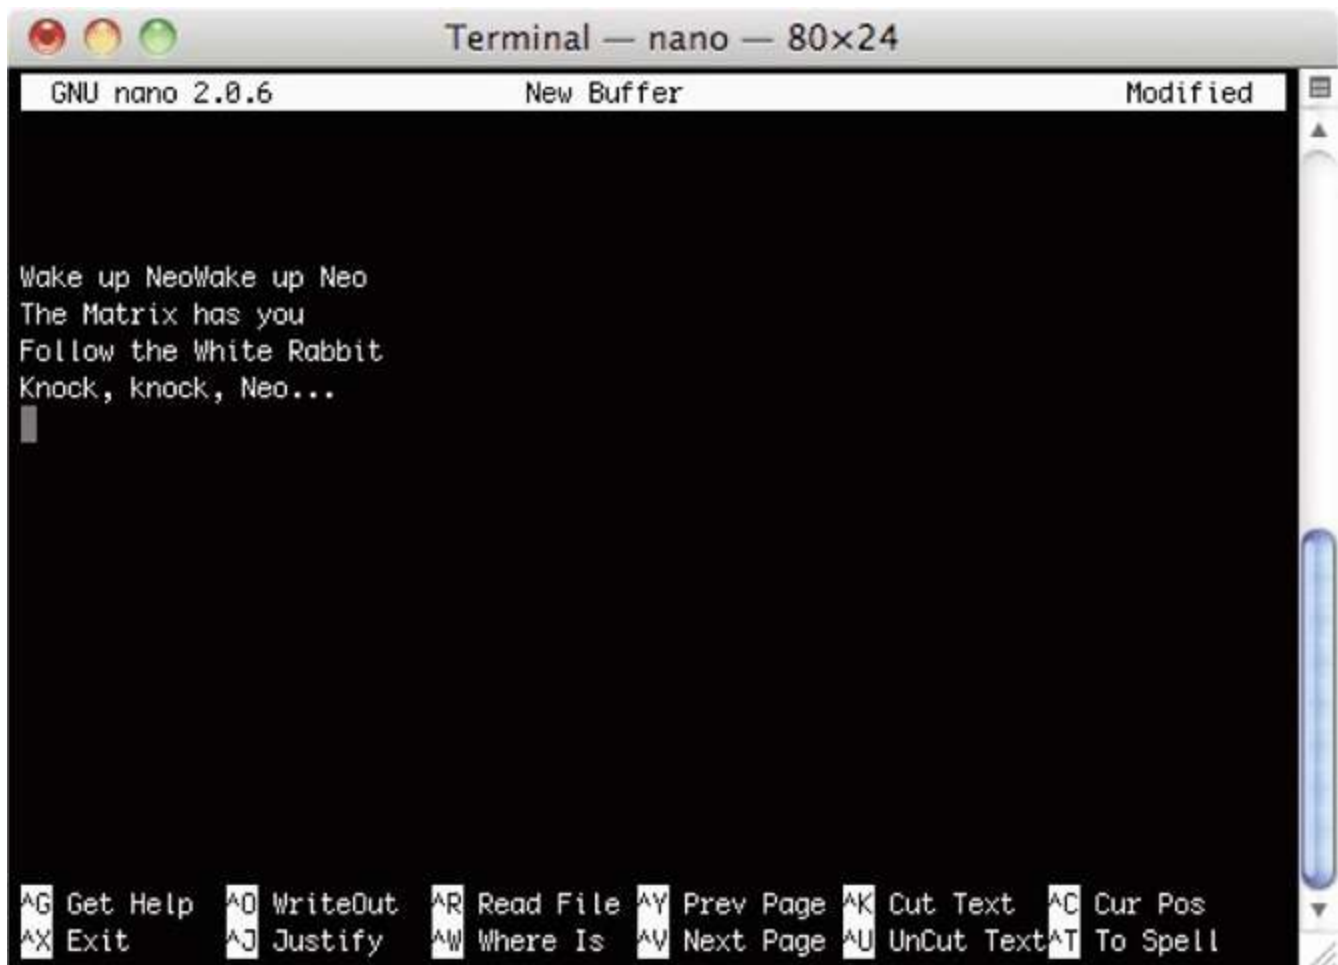 Terminal — nano — 80×24
GNU nano 2.0.6 New Buffer Modified
Wake up NeoWake up Neo
The Matrix has you
Follow the White Rabbit
Knock, knock, Neo...
^G Get Help ^O WriteOut ^R Read File ^Y Prev Page ^K Cut Text ^C Cur Pos
^X Exit ^J Justify ^W Where Is ^V Next Page ^U UnCut Text^T To Spell